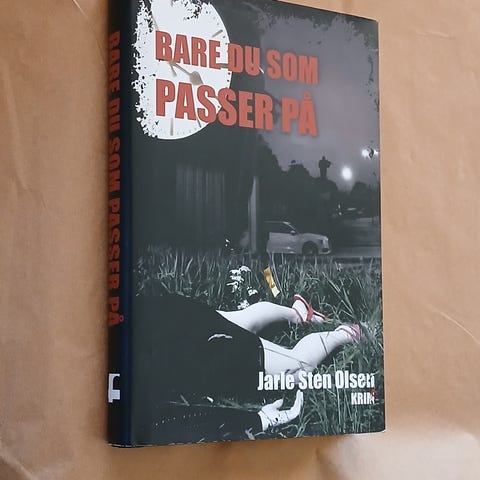 BARE DU SOM PASSER PÅ
BARE DU SOM
PASSER PÅ
Jarle Sten Olsen
KRIM